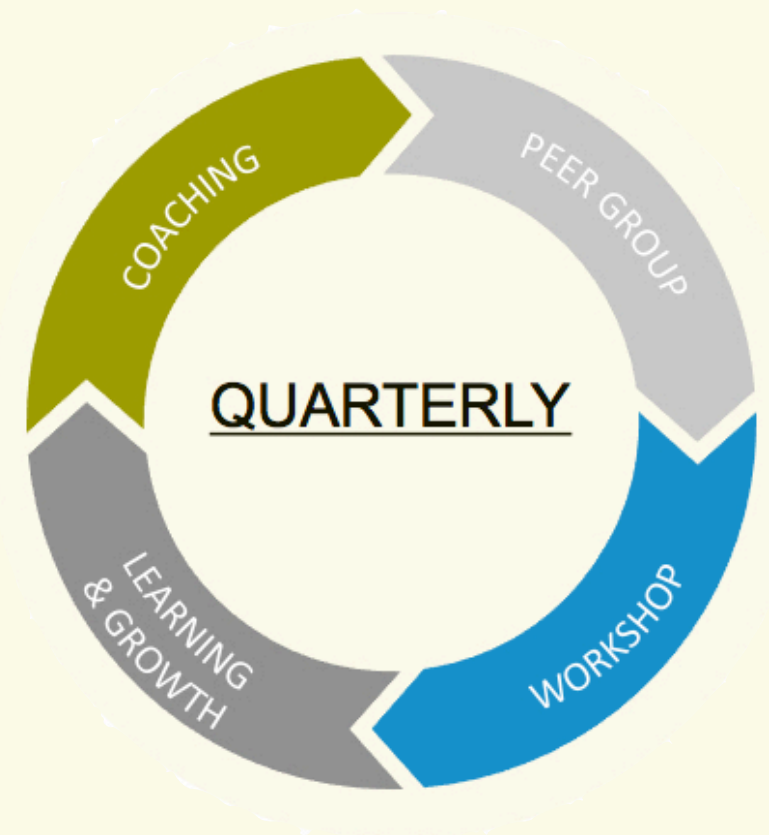 COACHING
PEER GROUP
QUARTERLY
WORKSHOP
LEARNING
& GROWTH